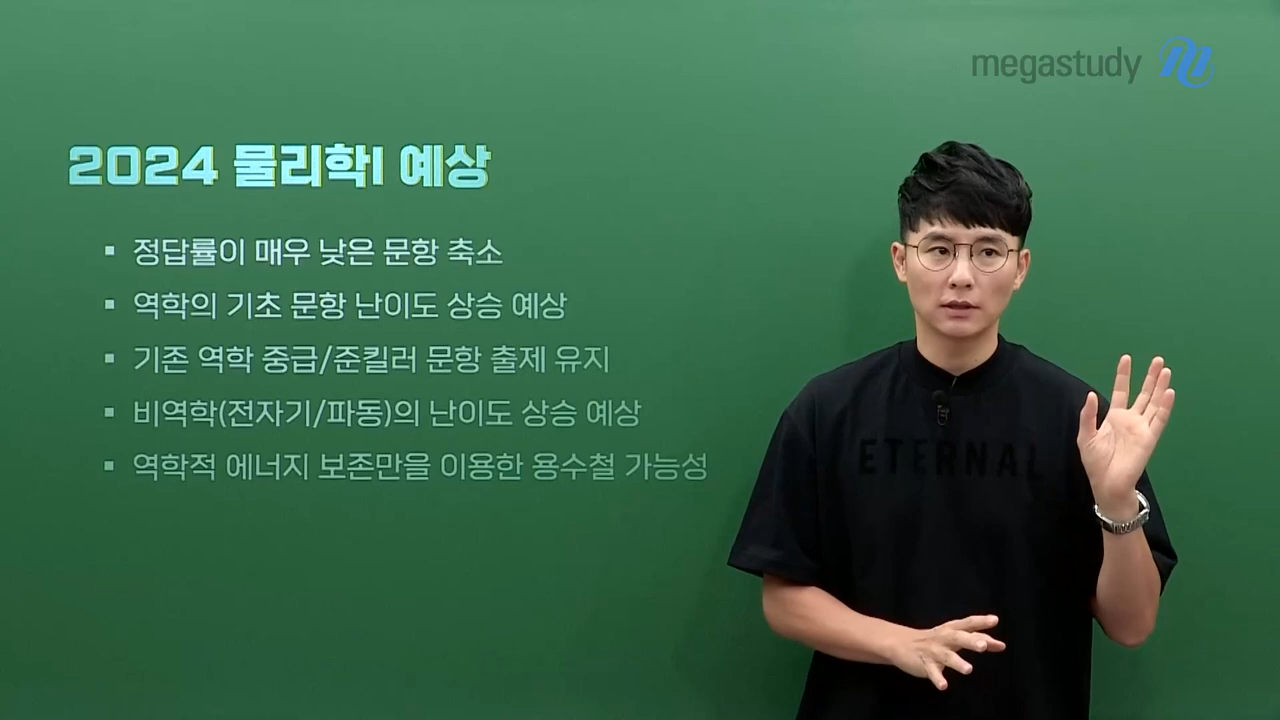 megastudy
2024 물리학I 예상
▪ 정답률이 매우 낮은 문항 축소
▪ 역학의 기초 문항 난이도 상승 예상
▪ 기존 역학 중급/준킬러 문항 출제 유지
▪ 비역학(전자기/파동)의 난이도 상승 예상
▪ 역학적 에너지 보존만을 이용한 용수철 가능성
ETERNAL